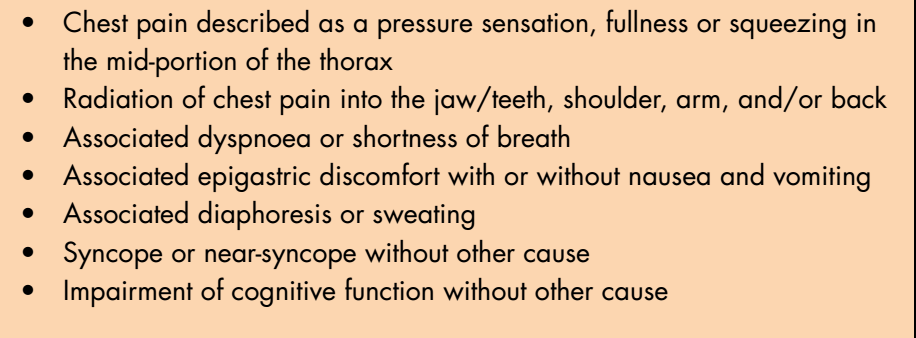 • Chest pain described as a pressure sensation, fullness or squeezing in
the mid-portion of the thorax
• Radiation of chest pain into the jaw/teeth, shoulder, arm, and/or back
• Associated dyspnoea or shortness of breath
• Associated epigastric discomfort with or without nausea and vomiting
• Associated diaphoresis or sweating
• Syncope or near-syncope without other cause
• Impairment of cognitive function without other cause